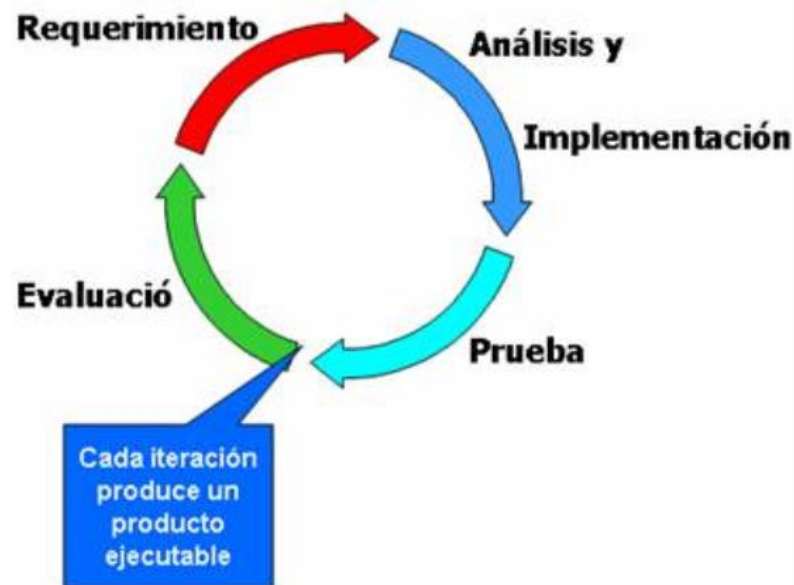 Requerimiento
Análisis y
Implementación
Prueba
Evaluació
Cada iteración
produce un
producto
ejecutable